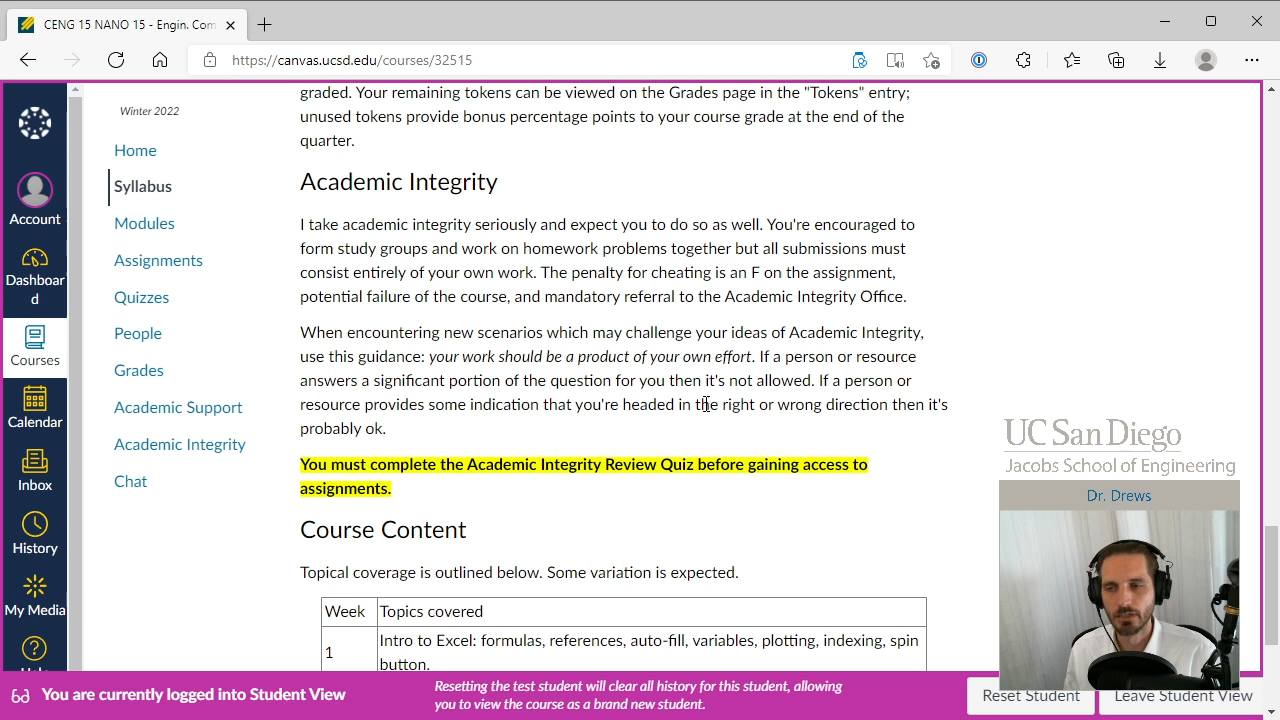 CENG 15 NANO 15 - Engin. Com
https://canvas.ucsd.edu/courses/32515
Account
Dashboar
d
Courses
Calendar
Inbox
History
My Media
Winter 2022
Home
Syllabus
Modules
Assignments
Quizzes
People
Grades
Academic Support
Academic Integrity
Chat
graded. Your remaining tokens can be viewed on the Grades page in the "Tokens" entry;
unused tokens provide bonus percentage points to your course grade at the end of the
quarter.
Academic Integrity
I take academic integrity seriously and expect you to do so as well. You're encouraged to
form study groups and work on homework problems together but all submissions must
consist entirely of your own work. The penalty for cheating is an F on the assignment,
potential failure of the course, and mandatory referral to the Academic Integrity Office.
When encountering new scenarios which may challenge your ideas of Academic Integrity,
use this guidance: your work should be a product of your own effort. If a person or resource
answers a significant portion of the question for you then it's not allowed. If a person or
resource provides some indication that you're headed in the right or wrong direction then it's
probably ok.
You must complete the Academic Integrity Review Quiz before gaining access to
assignments.
Course Content
Topical coverage is outlined below. Some variation is expected.
Week Topics covered
1 Intro to Excel: formulas, references, auto-fill, variables, plotting, indexing, spin
button.
UC San Diego
Jacobs School of Engineering
Dr. Drews
You are currently logged into Student View
Resetting the test student will clear all history for this student, allowing
you to view the course as a brand new student.
Reset Student
Leave Student View